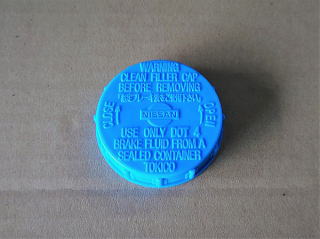 WARNING
CLEAN FILLER CAP
BEFORE REMOVING
CLOSE
OPEN
NISSAN
USE ONLY DOT 4
BRAKE FLUID FROM A
SEALED CONTAINER
TOKICO